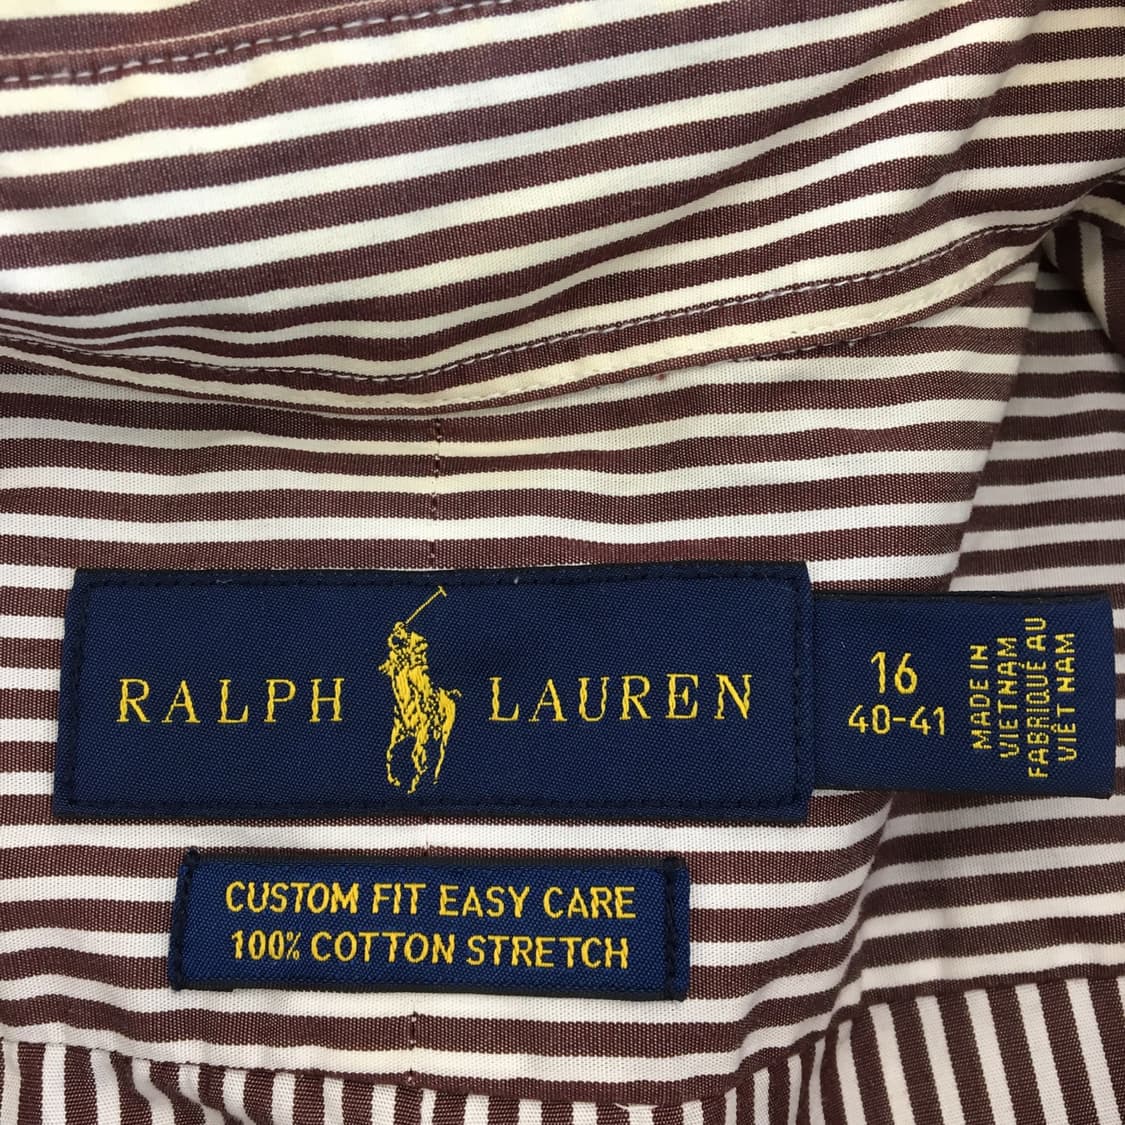 RALPH LAUREN
16
40-41
MADE IN
VIETNAM
FABRIQUÉ AU
VIÊT NAM
CUSTOM FIT EASY CARE
100% COTTON STRETCH